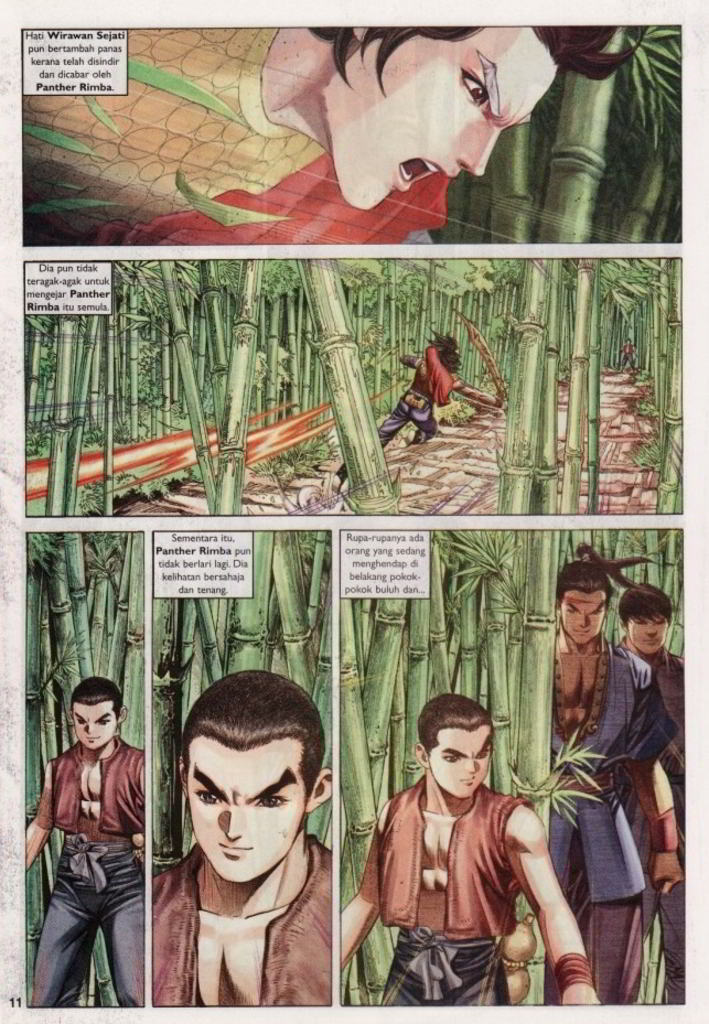 Hati Wirawan Sejati
pun bertambah panas
kerana telah disindir
dan dicabar oleh
Panther Rimba.
Dia pun tidak
teragak-agak untuk
mengejar Panther
Rimba itu semula.
Sementara itu,
Panther Rimba pun
tidak berlari lagi. Dia
kelihatan bersahaja
dan tenang.
Rupa-rupanya ada
orang yang sedang
menghendap di
belakang pokok-
pokok buluh dan...
11